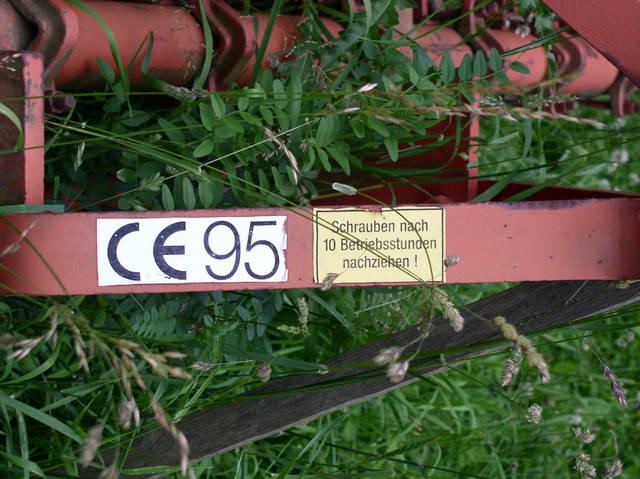 CE 95
Schrauben nach
10 Betriebsstunden
nachziehen !